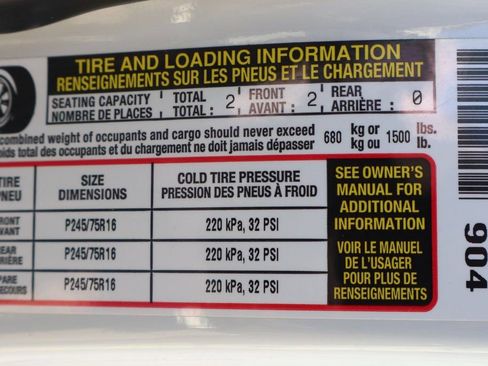 TIRE AND LOADING INFORMATION
RENSEIGNEMENTS SUR LES PNEUS ET LE CHARGEMENT
SEATING CAPACITY TOTAL 2 FRONT 2 REAR 0
NOMBRE DE PLACES TOTAL : AVANT : ARRIÈRE :
combined weight of occupants and cargo should never exceed 680 kg or 1500 lbs.
total des occupants et du chargement ne doit jamais dépasser kg ou lb.
TIRE SIZE COLD TIRE PRESSURE
PNEU DIMENSIONS PRESSION DES PNEUS À FROID
FRONT P245/75R16 220 kPa, 32 PSI
AVANT
REAR P245/75R16 220 kPa, 32 PSI
ARRIÈRE
SPARE P245/75R16 220 kPa, 32 PSI
SECOURS
SEE OWNER'S
MANUAL FOR
ADDITIONAL
INFORMATION
VOIR LE MANUEL
DE L'USAGER
POUR PLUS DE
RENSEIGNEMENTS
904